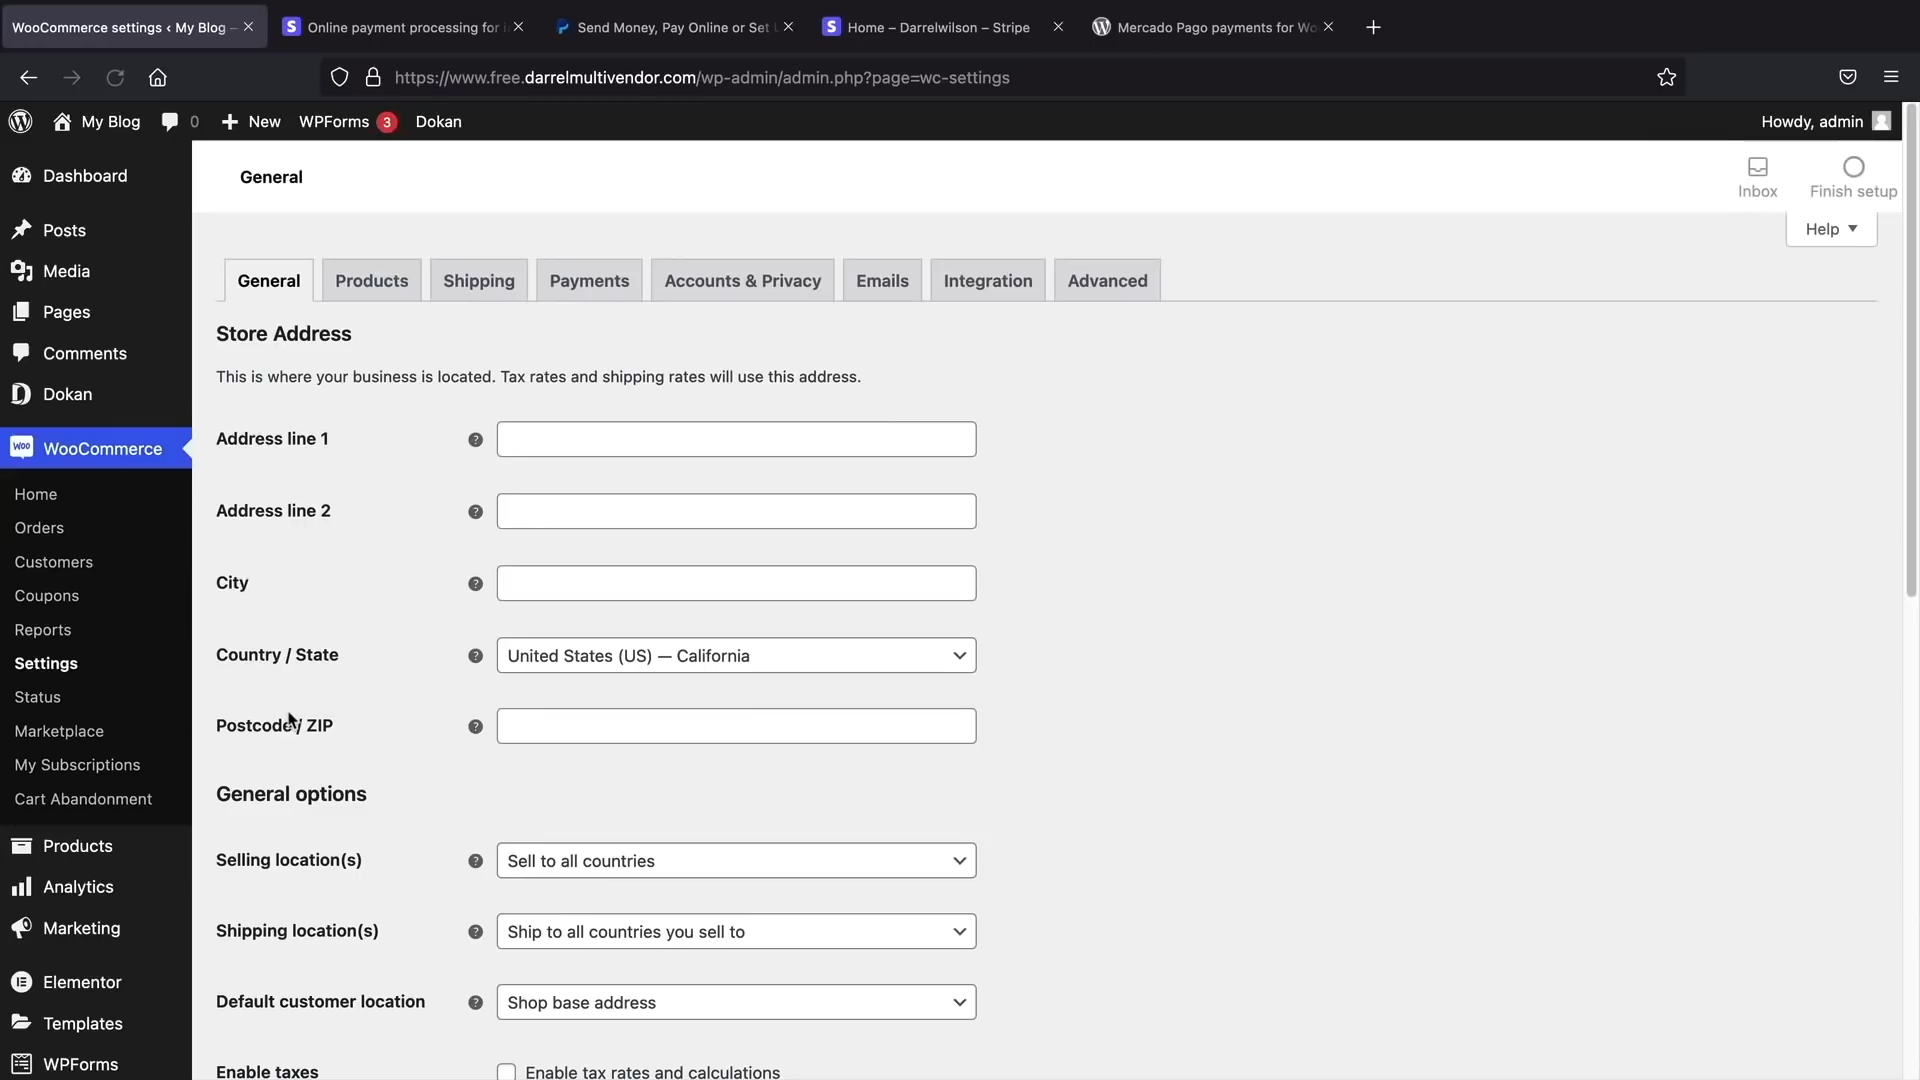 WooCommerce settings ‹ My Blog –
Online payment processing for i
Send Money, Pay Online or Set
Home – Darrelwilson – Stripe
Mercado Pago payments for Wo
https://www.free.darrelmultivendor.com/wp-admin/admin.php?page=wc-settings
My Blog
0
New
WPForms 3
Dokan
Howdy, admin
Dashboard
Posts
Media
Pages
Comments
Dokan
Woo WooCommerce
Home
Orders
Customers
Coupons
Reports
Settings
Status
Marketplace
My Subscriptions
Cart Abandonment
Products
Analytics
Marketing
Elementor
Templates
WPForms
General
Inbox
Finish setup
Help
General
Products
Shipping
Payments
Accounts & Privacy
Emails
Integration
Advanced
Store Address
This is where your business is located. Tax rates and shipping rates will use this address.
Address line 1
Address line 2
City
Country / State
United States (US) — California
Postcode / ZIP
General options
Selling location(s)
Sell to all countries
Shipping location(s)
Ship to all countries you sell to
Default customer location
Shop base address
Enable taxes
Enable tax rates and calculations